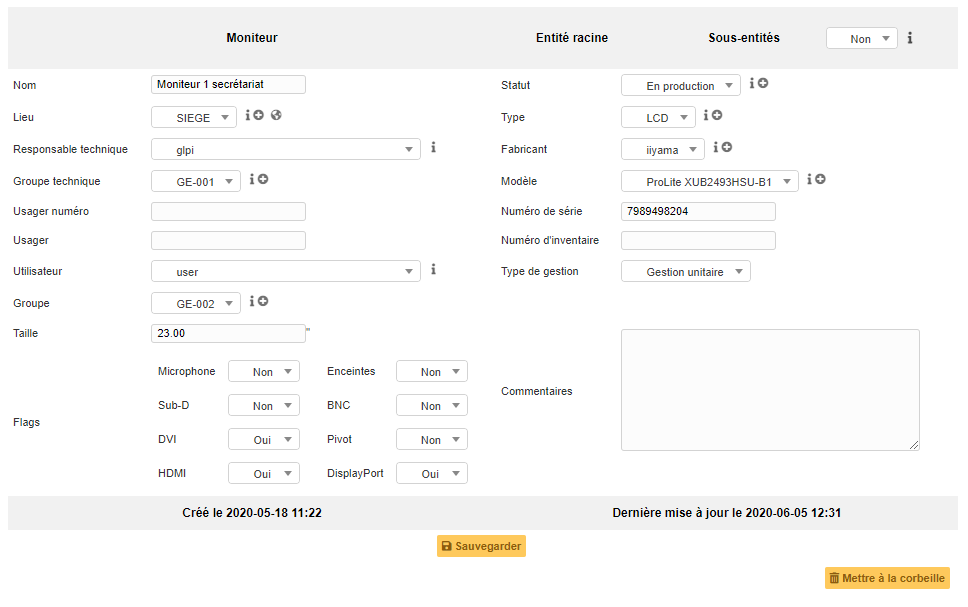 Moniteur Entité racine Sous-entités Non
Nom Moniteur 1 secrétariat Statut En production
Lieu SIEGE Type LCD
Responsable technique glpi Fabricant iiyama
Groupe technique GE-001 Modèle ProLite XUB2493HSU-B1
Usager numéro Numéro de série 7989498204
Usager Numéro d'inventaire
Utilisateur user Type de gestion Gestion unitaire
Groupe GE-002
Taille 23.00 "
Microphone Non Enceintes Non
Commentaires
Sub-D Non BNC Non
Flags
DVI Oui Pivot Non
HDMI Oui DisplayPort Oui
Créé le 2020-05-18 11:22 Dernière mise à jour le 2020-06-05 12:31
Sauvegarder
Mettre à la corbeille